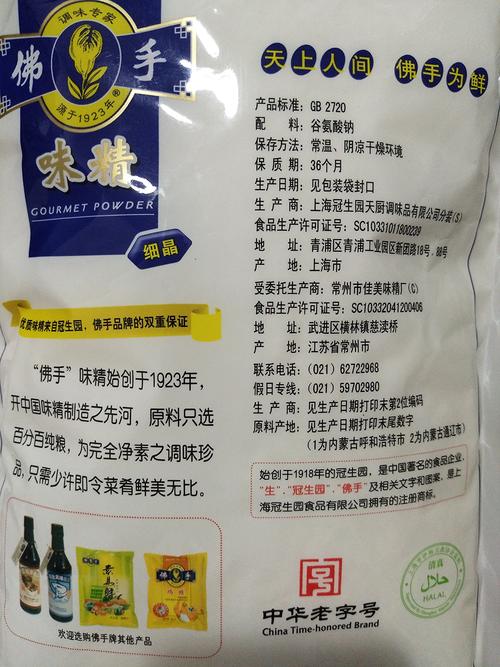 调味专家
佛手
源于1923年®
味精
GOURMET POWDER
细晶
天上人间 佛手为鲜
产品标准：GB 2720
配 料：谷氨酸钠
保存方法：常温、阴凉干燥环境
保 质 期：36个月
生产日期：见包装袋封口
生 产 商：上海冠生园天厨调味品有限公司分装(S)
食品生产许可证号：SC10331011800229
地 址：青浦区青浦工业园区新团路18号、88号
产 地：上海市
受委托生产商：常州市佳美味精厂(C)
食品生产许可证号：SC10332041200406
地 址：武进区横林镇慈渎桥
产 地：江苏省常州市
联系电话：(021) 62722968
假日专线：(021) 59702980
生 产 商：见生产日期打印末第2位编码
原料产地：见生产日期打印末尾数字
(1为内蒙古呼和浩特市 2为内蒙古通辽市)
优质味精来自冠生园，佛手品牌的双重保证
“佛手”味精始创于1923年，
开中国味精制造之先河，原料只选
百分百纯粮，为完全净素之调味珍
品，只需少许即令菜肴鲜美无比。
始创于1918年的冠生园，是中国著名的食品企业，
“生”、“冠生园”、“佛手”及相关文字和图案，是上
海冠生园食品有限公司拥有的注册商标。
佛手
鸡精
欢迎选购佛手牌其他产品
中华老字号
China Time-honored Brand
清真
حلال
HALAL